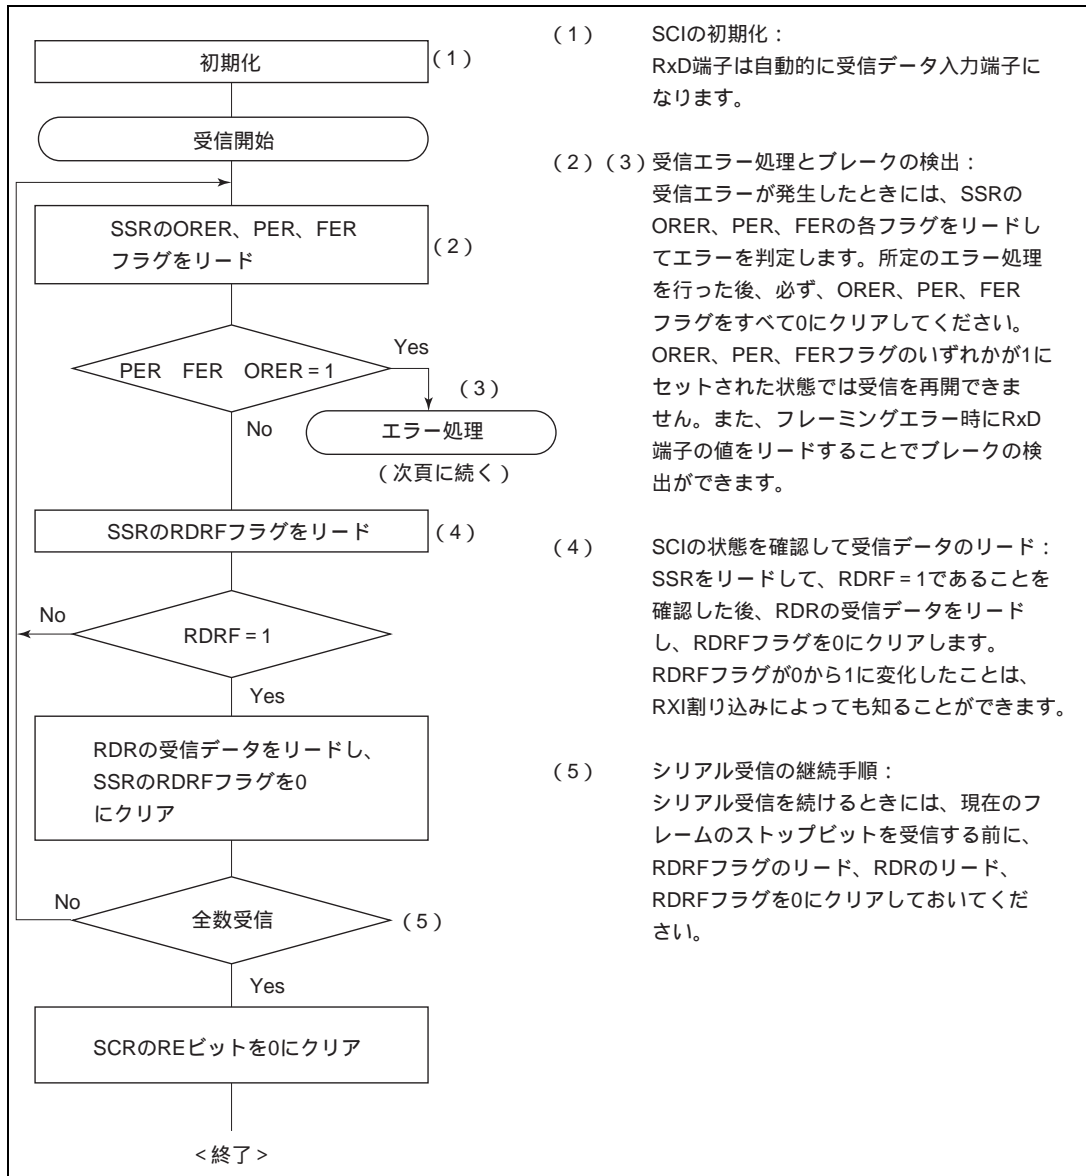 初期化
(1)
受信開始
SSRのORER、PER、FER
フラグをリード
(2)
PER FER ORER = 1
Yes
No
(3)
エラー処理
(次頁に続く)
SSRのRDRFフラグをリード
(4)
No
RDRF = 1
Yes
RDRの受信データをリードし、
SSRのRDRFフラグを0
にクリア
No
全数受信
(5)
Yes
SCRのREビットを0にクリア
<終了>
(1) SCIの初期化:
RxD端子は自動的に受信データ入力端子に
なります。
(2)(3)受信エラー処理とブレークの検出:
受信エラーが発生したときには、SSRの
ORER、PER、FERの各フラグをリードし
てエラーを判定します。所定のエラー処理
を行った後、必ず、ORER、PER、FER
フラグをすべて0にクリアしてください。
ORER、PER、FERフラグのいずれかが1に
セットされた状態では受信を再開できま
せん。また、フレーミングエラー時にRxD
端子の値をリードすることでブレークの検
出ができます。
(4) SCIの状態を確認して受信データのリード:
SSRをリードして、RDRF = 1であることを
確認した後、RDRの受信データをリード
し、RDRFフラグを0にクリアします。
RDRFフラグが0から1に変化したことは、
RXI割り込みによっても知ることができます。
(5) シリアル受信の継続手順:
シリアル受信を続けるときには、現在のフ
レームのストップビットを受信する前に、
RDRFフラグのリード、RDRのリード、
RDRFフラグを0にクリアしておいてくだ
さい。